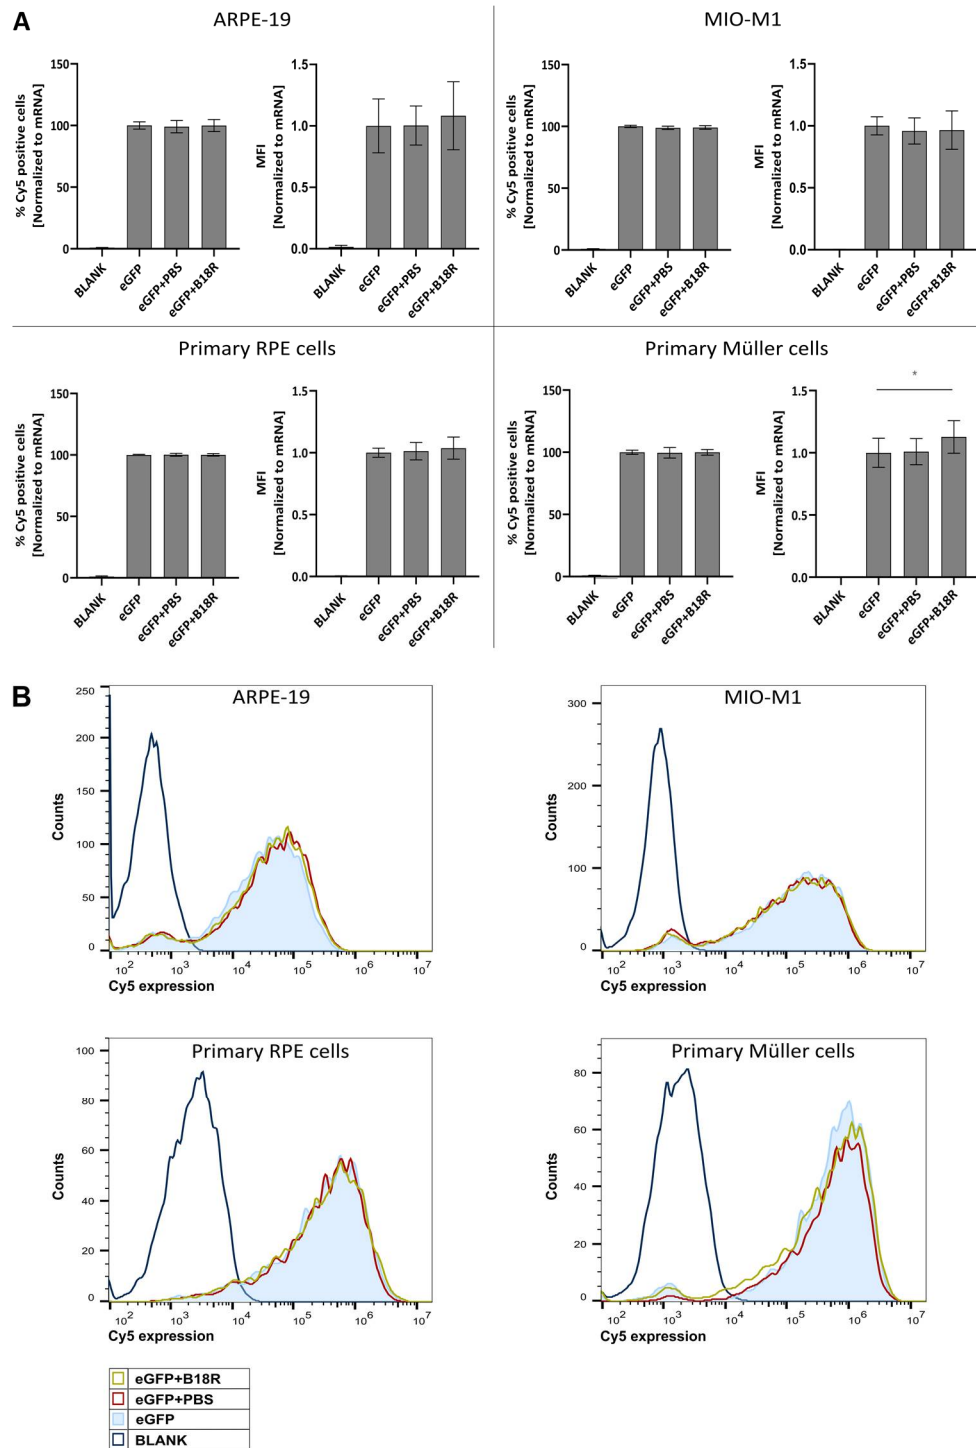 A
ARPE-19
MIO-M1
% Cy5 positive cells
[Normalized to mRNA]
150
100
50
0
BLANK
eGFP
eGFP+PBS
eGFP+B18R
MFI
[Normalized to mRNA]
1.5
1.0
0.5
0.0
BLANK
eGFP
eGFP+PBS
eGFP+B18R
% Cy5 positive cells
[Normalized to mRNA]
150
100
50
0
BLANK
eGFP
eGFP+PBS
eGFP+B18R
MFI
[Normalized to mRNA]
1.5
1.0
0.5
0.0
BLANK
eGFP
eGFP+PBS
eGFP+B18R
Primary RPE cells
Primary Müller cells
% Cy5 positive cells
[Normalized to mRNA]
150
100
50
0
BLANK
eGFP
eGFP+PBS
eGFP+B18R
MFI
[Normalized to mRNA]
1.5
1.0
0.5
0.0
BLANK
eGFP
eGFP+PBS
eGFP+B18R
% Cy5 positive cells
[Normalized to mRNA]
150
100
50
0
BLANK
eGFP
eGFP+PBS
eGFP+B18R
MFI
[Normalized to mRNA]
1.5
1.0
0.5
0.0
*
BLANK
eGFP
eGFP+PBS
eGFP+B18R
B
ARPE-19
Counts
250
200
150
100
50
0
10² 10³ 10⁴ 10⁵ 10⁶ 10⁷
Cy5 expression
MIO-M1
Counts
300
200
100
0
10² 10³ 10⁴ 10⁵ 10⁶ 10⁷
Cy5 expression
Primary RPE cells
Counts
100
80
60
40
20
0
10² 10³ 10⁴ 10⁵ 10⁶ 10⁷
Cy5 expression
Primary Müller cells
Counts
80
60
40
20
0
10² 10³ 10⁴ 10⁵ 10⁶ 10⁷
Cy5 expression
eGFP+B18R
eGFP+PBS
eGFP
BLANK